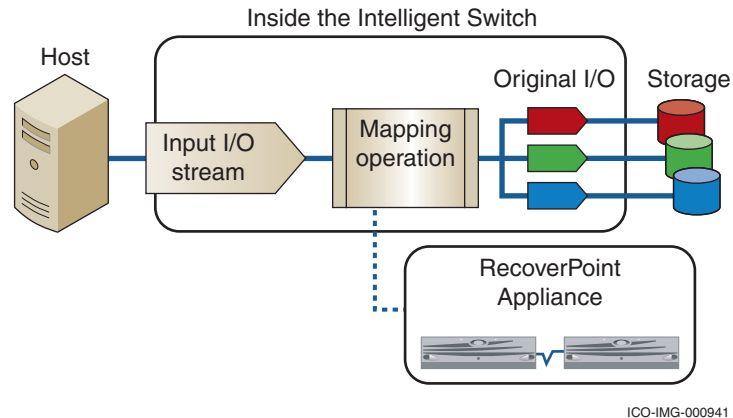 Inside the Intelligent Switch
Host
Original I/O
Storage
Input I/O
stream
Mapping
operation
RecoverPoint
Appliance
ICO-IMG-000941